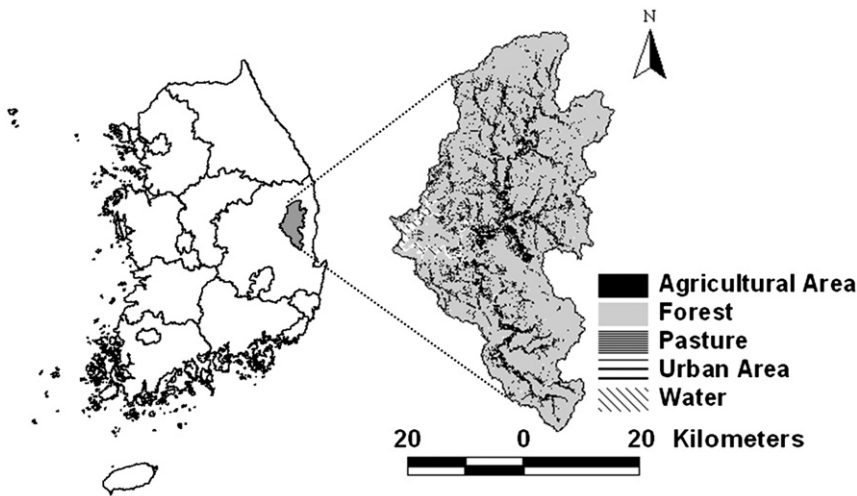 N
Agricultural Area
Forest
Pasture
Urban Area
Water
20 0 20 Kilometers